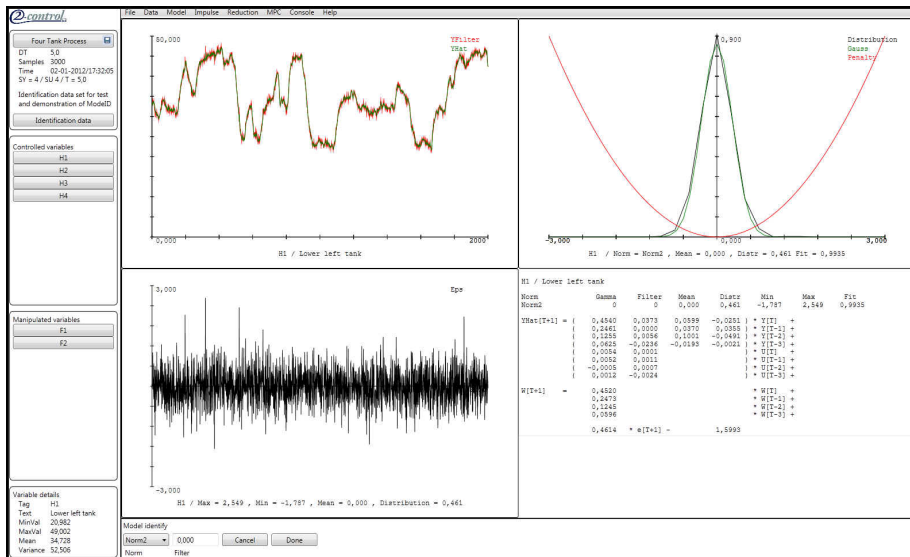 2-control
File Data Model Impulse Reduction MPC Console Help
Four Tank Process
DT 5,0
Samples 3000
Time 02-01-2012/17:32:05
SY = 4 / SU 4 / T = 5,0
Identification data set for test
and demonstration of ModelID
Identification data
Controlled variables
H1
H2
H3
H4
Manipulated variables
F1
F2
Variable details
Tag H1
Text Lower left tank
MinVal 20,982
MaxVal 49,002
Mean 34,728
Variance 52,506
50,000
YFilter
YHat
0,000
2000
H1 / Lower left tank
0,900
Distribution
Gauss
Penalty
-3,000
0,000
3,000
H1 / Norm = Norm2 , Mean = 0,000 , Distr = 0,461 Fit = 0,9935
3,000
Eps
-3,000
H1 / Max = 2,549 , Min = -1,787 , Mean = 0,000 , Distribution = 0,461
H1 / Lower left tank
Norm Gamma Filter Mean Distr Min Max Fit
Norm2 0 0 0,000 0,461 -1,787 2,549 0,9935
YHat[T+1] = ( 0,4540 0,0373 0,0599 -0,0251 ) * Y[T] +
( 0,2461 0,0000 0,0370 0,0355 ) * Y[T-1] +
( 0,1255 0,0056 0,1001 -0,0491 ) * Y[T-2] +
( 0,0625 -0,0236 -0,0193 -0,0021 ) * Y[T-3] +
( 0,0054 0,0001 ) * U[T] +
( 0,0052 0,0011 ) * U[T-1] +
( -0,0005 0,0007 ) * U[T-2] +
( 0,0012 -0,0024 ) * U[T-3] +
W[T+1] = 0,4520 * W[T] +
0,2473 * W[T-1] +
0,1245 * W[T-2] +
0,0596 * W[T-3] +
0,4614 * e[T+1] - 1,5993
Model identify
Norm2 0,000 Cancel Done
Norm Filter